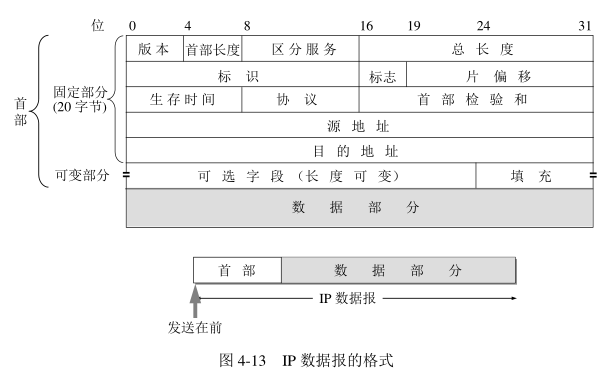 位 0 4 8 16 19 24 31
版 本 首部长度 区 分 服 务 总 长 度
标 识 标志 片 偏 移
生 存 时 间 协 议 首 部 检 验 和
源 地 址
目 的 地 址
可 选 字 段 （长 度 可 变） 填 充
数 据 部 分
首部
固定部分
(20 字节)
可变部分
首 部 数 据 部 分
IP 数据报
发送在前
图 4-13 IP 数据报的格式